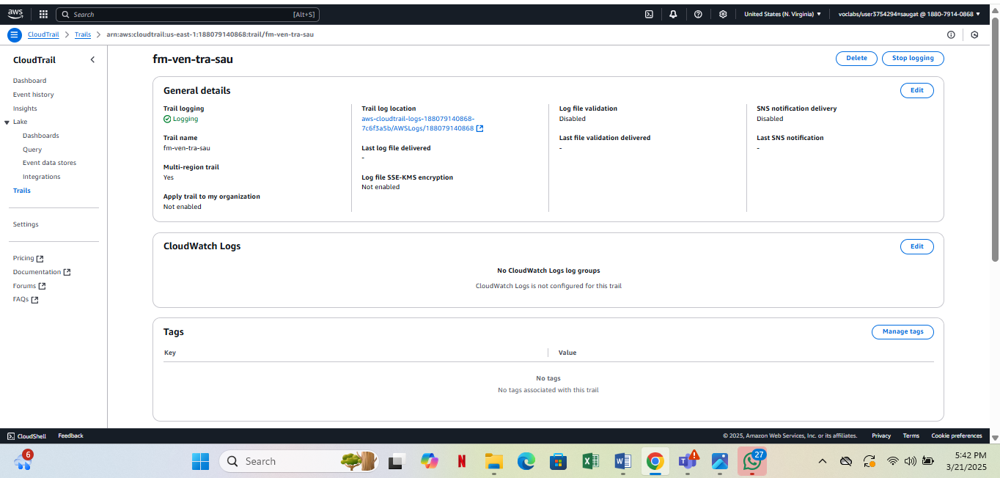 aws
Search [Alt+S]
United States (N. Virginia) ▼
voclabs/user3754294=saugat @ 1880-7914-0868 ▼
CloudTrail > Trails > arn:aws:cloudtrail:us-east-1:188079140868:trail/fm-ven-tra-sau
CloudTrail
Dashboard
Event history
Insights
Lake
Dashboards
Query
Event data stores
Integrations
Trails
Settings
Pricing
Documentation
Forums
FAQs
fm-ven-tra-sau
Delete
Stop logging
General details
Edit
Trail logging
Logging
Trail name
fm-ven-tra-sau
Multi-region trail
Yes
Apply trail to my organization
Not enabled
Trail log location
aws-cloudtrail-logs-188079140868-
7c6f3a5b/AWSLogs/188079140868
Last log file delivered
-
Log file SSE-KMS encryption
Not enabled
Log file validation
Disabled
Last file validation delivered
-
SNS notification delivery
Disabled
Last SNS notification
-
CloudWatch Logs
Edit
No CloudWatch Logs log groups
CloudWatch Logs is not configured for this trail
Tags
Manage tags
Key
Value
No tags
No tags associated with this trail
CloudShell
Feedback
© 2025, Amazon Web Services, Inc. or its affiliates.
Privacy
Terms
Cookie preferences
6
Search
27
5:42 PM
3/21/2025